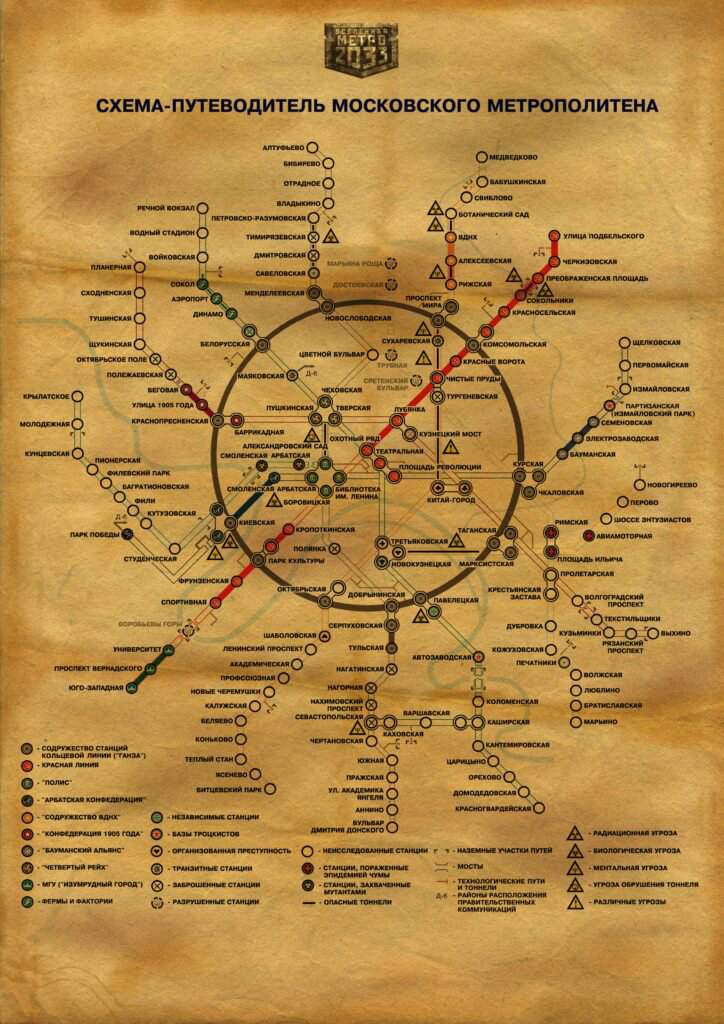 ВСЕЛЕННАЯ
МЕТРО
2033
СХЕМА-ПУТЕВОДИТЕЛЬ МОСКОВСКОГО МЕТРОПОЛИТЕНА
АЛТУФЬЕВО
БИБИРЕВО
ОТРАДНОЕ
ВЛАДЫКИНО
ПЕТРОВСКО-РАЗУМОВСКАЯ
ТИМИРЯЗЕВСКАЯ
ДМИТРОВСКАЯ
САВЕЛОВСКАЯ
МЕНДЕЛЕЕВСКАЯ
МЕДВЕДКОВО
БАБУШКИНСКАЯ
СВИБЛОВО
БОТАНИЧЕСКИЙ САД
ВДНХ
АЛЕКСЕЕВСКАЯ
РИЖСКАЯ
ПРОСПЕКТ
МИРА
РЕЧНОЙ ВОКЗАЛ
ВОДНЫЙ СТАДИОН
ВОЙКОВСКАЯ
СОКОЛ
АЭРОПОРТ
ДИНАМО
БЕЛОРУССКАЯ
МАРЬИНА РОЩА
ДОСТОЕВСКАЯ
НОВОСЛОБОДСКАЯ
УЛИЦА ПОДБЕЛЬСКОГО
ЧЕРКИЗОВСКАЯ
ПРЕОБРАЖЕНСКАЯ ПЛОЩАДЬ
СОКОЛЬНИКИ
КРАСНОСЕЛЬСКАЯ
КОМСОМОЛЬСКАЯ
КРАСНЫЕ ВОРОТА
ЧИСТЫЕ ПРУДЫ
ТУРГЕНЕВСКАЯ
ПЛАНЕРНАЯ
СХОДНЕНСКАЯ
ТУШИНСКАЯ
ЩУКИНСКАЯ
ОКТЯБРЬСКОЕ ПОЛЕ
ПОЛЕЖАЕВСКАЯ
БЕГОВАЯ
УЛИЦА 1905 ГОДА
КРАСНОПРЕСНЕНСКАЯ
БАРРИКАДНАЯ
ЦВЕТНОЙ БУЛЬВАР
СУХАРЕВСКАЯ
ТРУБНАЯ
СРЕТЕНСКИЙ
БУЛЬВАР
МАЯКОВСКАЯ
Д-6
ЧЕХОВСКАЯ
ПУШКИНСКАЯ
ТВЕРСКАЯ
ЛУБЯНКА
КУЗНЕЦКИЙ МОСТ
ОХОТНЫЙ РЯД
ТЕАТРАЛЬНАЯ
ПЛОЩАДЬ РЕВОЛЮЦИИ
АЛЕКСАНДРОВСКИЙ САД
СМОЛЕНСКАЯ АРБАТСКАЯ
СМОЛЕНСКАЯ АРБАТСКАЯ
БОРОВИЦКАЯ
БИБЛИОТЕКА
ИМ. ЛЕНИНА
КИТАЙ-ГОРОД
ЩЕЛКОВСКАЯ
ПЕРВОМАЙСКАЯ
ИЗМАЙЛОВСКАЯ
ПАРТИЗАНСКАЯ
(ИЗМАЙЛОВСКИЙ ПАРК)
СЕМЕНОВСКАЯ
ЭЛЕКТРОЗАВОДСКАЯ
БАУМАНСКАЯ
КУРСКАЯ
ЧКАЛОВСКАЯ
НОВОГИРЕЕВО
ПЕРОВО
ШОССЕ ЭНТУЗИАСТОВ
АВИАМОТОРНАЯ
РИМСКАЯ
ПЛОЩАДЬ ИЛЬИЧА
КРЫЛАТСКОЕ
МОЛОДЕЖНАЯ
КУНЦЕВСКАЯ
ПИОНЕРСКАЯ
ФИЛЕВСКИЙ ПАРК
БАГРАТИОНОВСКАЯ
ФИЛИ
КУТУЗОВСКАЯ
Д-6
ПАРК ПОБЕДЫ
СТУДЕНЧЕСКАЯ
КИЕВСКАЯ
КРОПОТКИНСКАЯ
ПОЛЯНКА
ПАРК КУЛЬТУРЫ
ФРУНЗЕНСКАЯ
СПОРТИВНАЯ
ВОРОБЬЕВЫ ГОРЫ
УНИВЕРСИТЕТ
ПРОСПЕКТ ВЕРНАДСКОГО
ЮГО-ЗАПАДНАЯ
ТРЕТЬЯКОВСКАЯ
НОВОКУЗНЕЦКАЯ
ТАГАНСКАЯ
МАРКСИСТСКАЯ
ПРОЛЕТАРСКАЯ
КРЕСТЬЯНСКАЯ
ЗАСТАВА
ВОЛГОГРАДСКИЙ
ПРОСПЕКТ
ТЕКСТИЛЬЩИКИ
КУЗЬМИНКИ
РЯЗАНСКИЙ
ПРОСПЕКТ
ВЫХИНО
ДУБРОВКА
КОЖУХОВСКАЯ
ПЕЧАТНИКИ
ВОЛЖСКАЯ
ЛЮБЛИНО
БРАТИСЛАВСКАЯ
МАРЬИНО
ОКТЯБРЬСКАЯ
ДОБРЫНИНСКАЯ
СЕРПУХОВСКАЯ
ПАВЕЛЕЦКАЯ
ШАБОЛОВСКАЯ
ЛЕНИНСКИЙ ПРОСПЕКТ
АКАДЕМИЧЕСКАЯ
ПРОФСОЮЗНАЯ
НОВЫЕ ЧЕРЕМУШКИ
КАЛУЖСКАЯ
БЕЛЯЕВО
КОНЬКОВО
ТЕПЛЫЙ СТАН
ЯСЕНЕВО
БИТЦЕВСКИЙ ПАРК
ТУЛЬСКАЯ
НАГАТИНСКАЯ
НАГОРНАЯ
НАХИМОВСКИЙ
ПРОСПЕКТ
СЕВАСТОПОЛЬСКАЯ
ЧЕРТАНОВСКАЯ
ВАРШАВСКАЯ
КАХОВСКАЯ
КАШИРСКАЯ
ЮЖНАЯ
ПРАЖСКАЯ
УЛ. АКАДЕМИКА
ЯНГЕЛЯ
АННИНО
БУЛЬВАР
ДМИТРИЯ ДОНСКОГО
АВТОЗАВОДСКАЯ
КОЛОМЕНСКАЯ
КАНТЕМИРОВСКАЯ
ЦАРИЦЫНО
ОРЕХОВО
ДОМОДЕДОВСКАЯ
КРАСНОГВАРДЕЙСКАЯ
- СОДРУЖЕСТВО СТАНЦИЙ
КОЛЬЦЕВОЙ ЛИНИИ ("ГАНЗА")
- КРАСНАЯ ЛИНИЯ
- "ПОЛИС"
- "АРБАТСКАЯ КОНФЕДЕРАЦИЯ"
- "СОДРУЖЕСТВО ВДНХ"
- "КОНФЕДЕРАЦИЯ 1905 ГОДА"
- "БАУМАНСКИЙ АЛЬЯНС"
- "ЧЕТВЕРТЫЙ РЕЙХ"
- МГУ ("ИЗУМРУДНЫЙ ГОРОД")
- ФЕРМЫ И ФАКТОРИИ
- НЕЗАВИСИМЫЕ СТАНЦИИ
- БАЗЫ ТРОЦКИСТОВ
- ОРГАНИЗОВАННАЯ ПРЕСТУПНОСТЬ
- ТРАНЗИТНЫЕ СТАНЦИИ
- ЗАБРОШЕННЫЕ СТАНЦИИ
- РАЗРУШЕННЫЕ СТАНЦИИ
- НЕИССЛЕДОВАННЫЕ СТАНЦИИ
- СТАНЦИИ, ПОРАЖЕННЫЕ
ЭПИДЕМИЕЙ ЧУМЫ
- СТАНЦИИ, ЗАХВАЧЕННЫЕ
МУТАНТАМИ
- ОПАСНЫЕ ТОННЕЛИ
- НАЗЕМНЫЕ УЧАСТКИ ПУТЕЙ
- МОСТЫ
- ТЕХНОЛОГИЧЕСКИЕ ПУТИ
И ТОННЕЛИ
Д-6 - РАЙОНЫ РАСПОЛОЖЕНИЯ
ПРАВИТЕЛЬСТВЕННЫХ
КОММУНИКАЦИЙ
- РАДИАЦИОННАЯ УГРОЗА
- БИОЛОГИЧЕСКАЯ УГРОЗА
- МЕНТАЛЬНАЯ УГРОЗА
- УГРОЗА ОБРУШЕНИЯ ТОННЕЛЯ
- РАЗЛИЧНЫЕ УГРОЗЫ